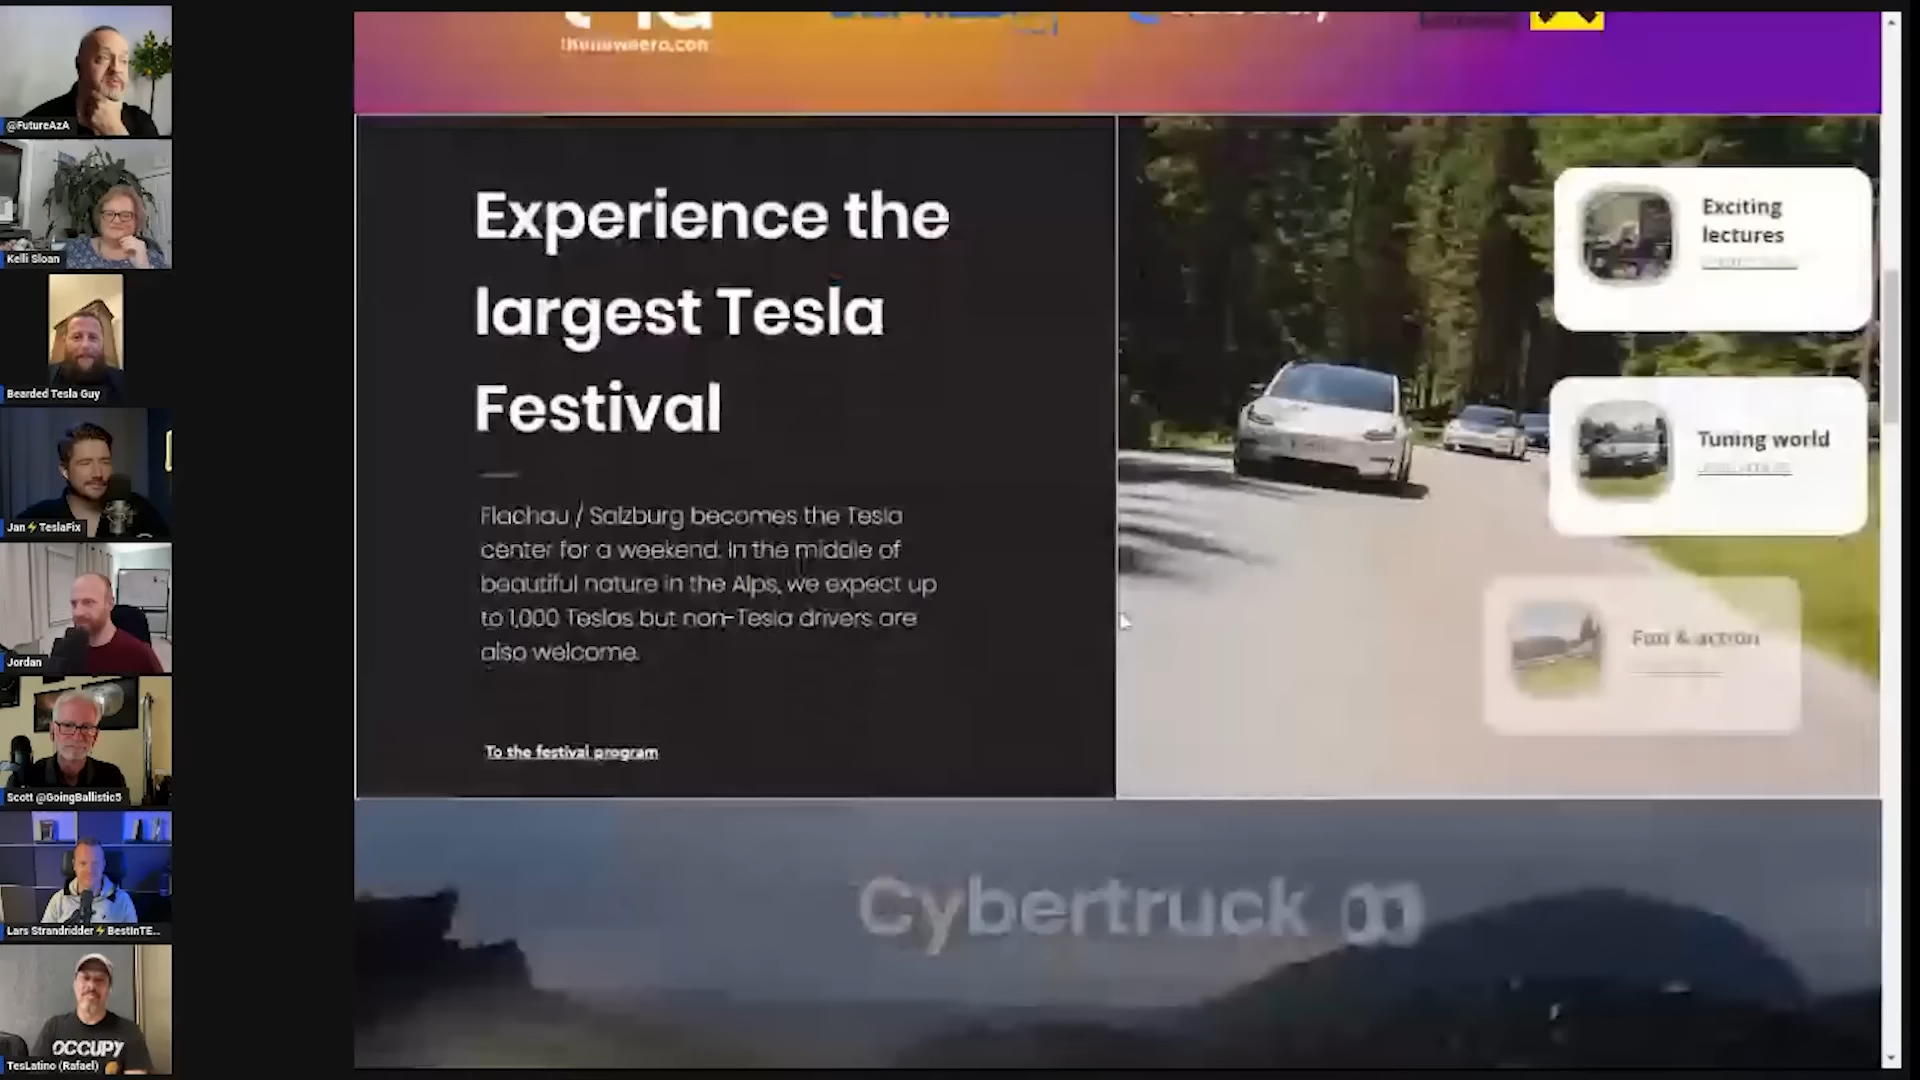 @FutureAzA
Kelli Sloan
Bearded Tesla Guy
Jan⚡TeslaFix
Jordan
Scott @GoingBallistic5
Lars Strandridder⚡BestInTE...
OCCUPY
TesLatino (Rafael)
Experience the
largest Tesla
Festival
Flachau / Salzburg becomes the Tesla
center for a weekend. In the middle of
beautiful nature in the Alps, we expect up
to 1,000 Teslas but non-Tesla drivers are
also welcome.
To the festival program
Exciting
lectures
Tuning world
Fun & action
Cybertruck